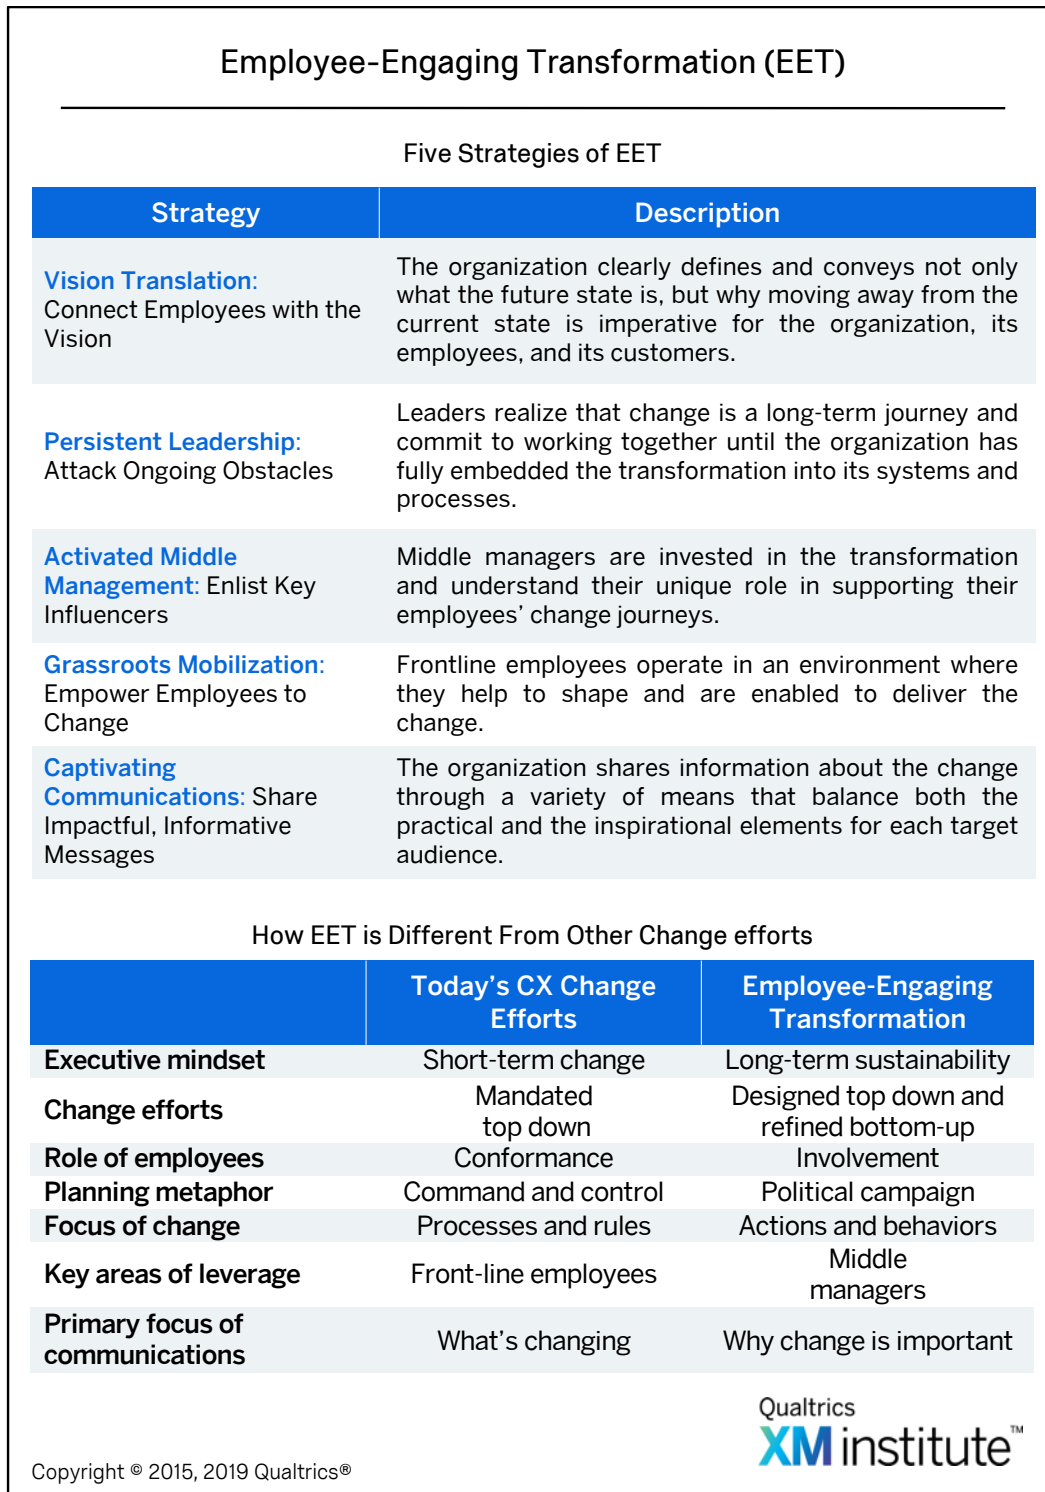 Employee-Engaging Transformation (EET)
Five Strategies of EET
Strategy
Description
Vision Translation:
Connect Employees with the
Vision
The organization clearly defines and conveys not only
what the future state is, but why moving away from the
current state is imperative for the organization, its
employees, and its customers.
Persistent Leadership:
Attack Ongoing Obstacles
Leaders realize that change is a long-term journey and
commit to working together until the organization has
fully embedded the transformation into its systems and
processes.
Activated Middle
Management: Enlist Key
Influencers
Middle managers are invested in the transformation
and understand their unique role in supporting their
employees’ change journeys.
Grassroots Mobilization:
Empower Employees to
Change
Frontline employees operate in an environment where
they help to shape and are enabled to deliver the
change.
Captivating
Communications: Share
Impactful, Informative
Messages
The organization shares information about the change
through a variety of means that balance both the
practical and the inspirational elements for each target
audience.
How EET is Different From Other Change efforts
Today’s CX Change
Efforts
Employee-Engaging
Transformation
Executive mindset
Short-term change
Long-term sustainability
Change efforts
Mandated
top down
Designed top down and
refined bottom-up
Role of employees
Conformance
Involvement
Planning metaphor
Command and control
Political campaign
Focus of change
Processes and rules
Actions and behaviors
Key areas of leverage
Front-line employees
Middle
managers
Primary focus of
communications
What’s changing
Why change is important
Qualtrics
XM institute™
Copyright © 2015, 2019 Qualtrics®